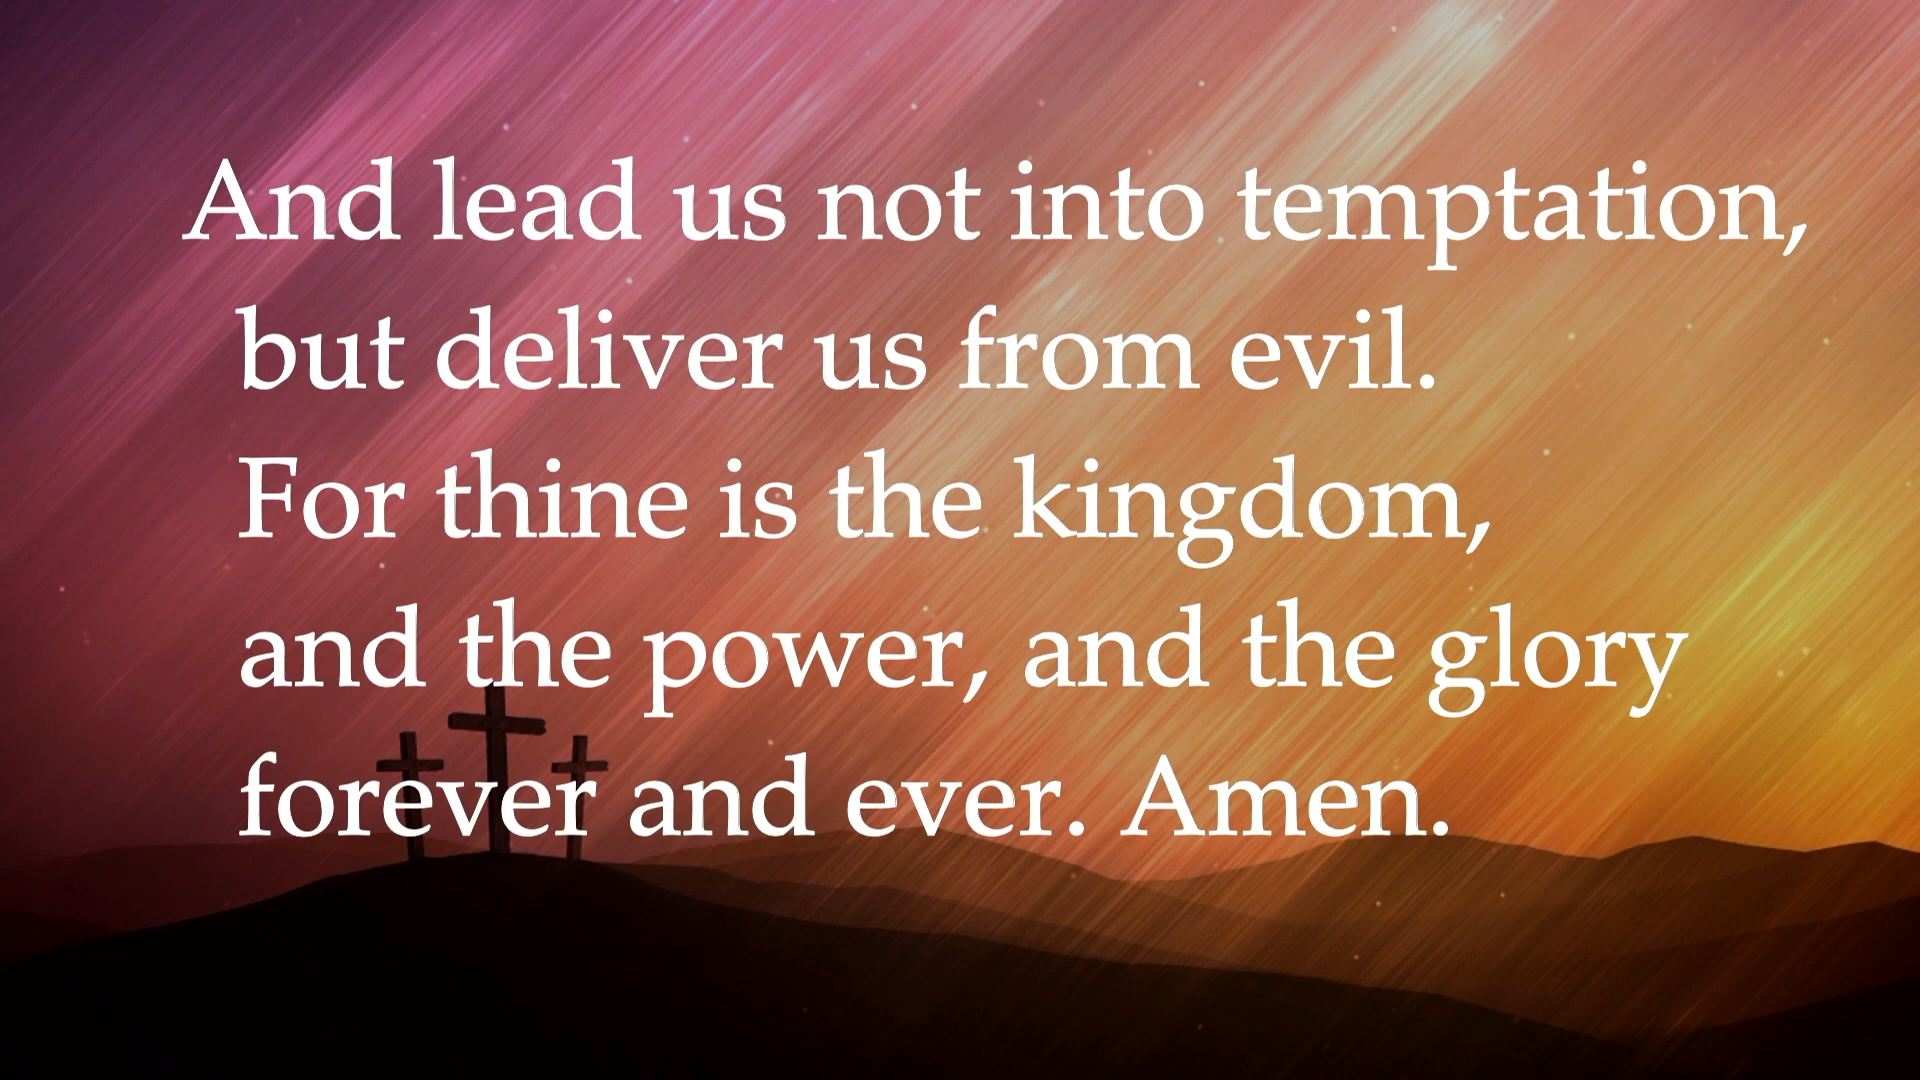 And lead us not into temptation,
but deliver us from evil.
For thine is the kingdom,
and the power, and the glory
forever and ever. Amen.